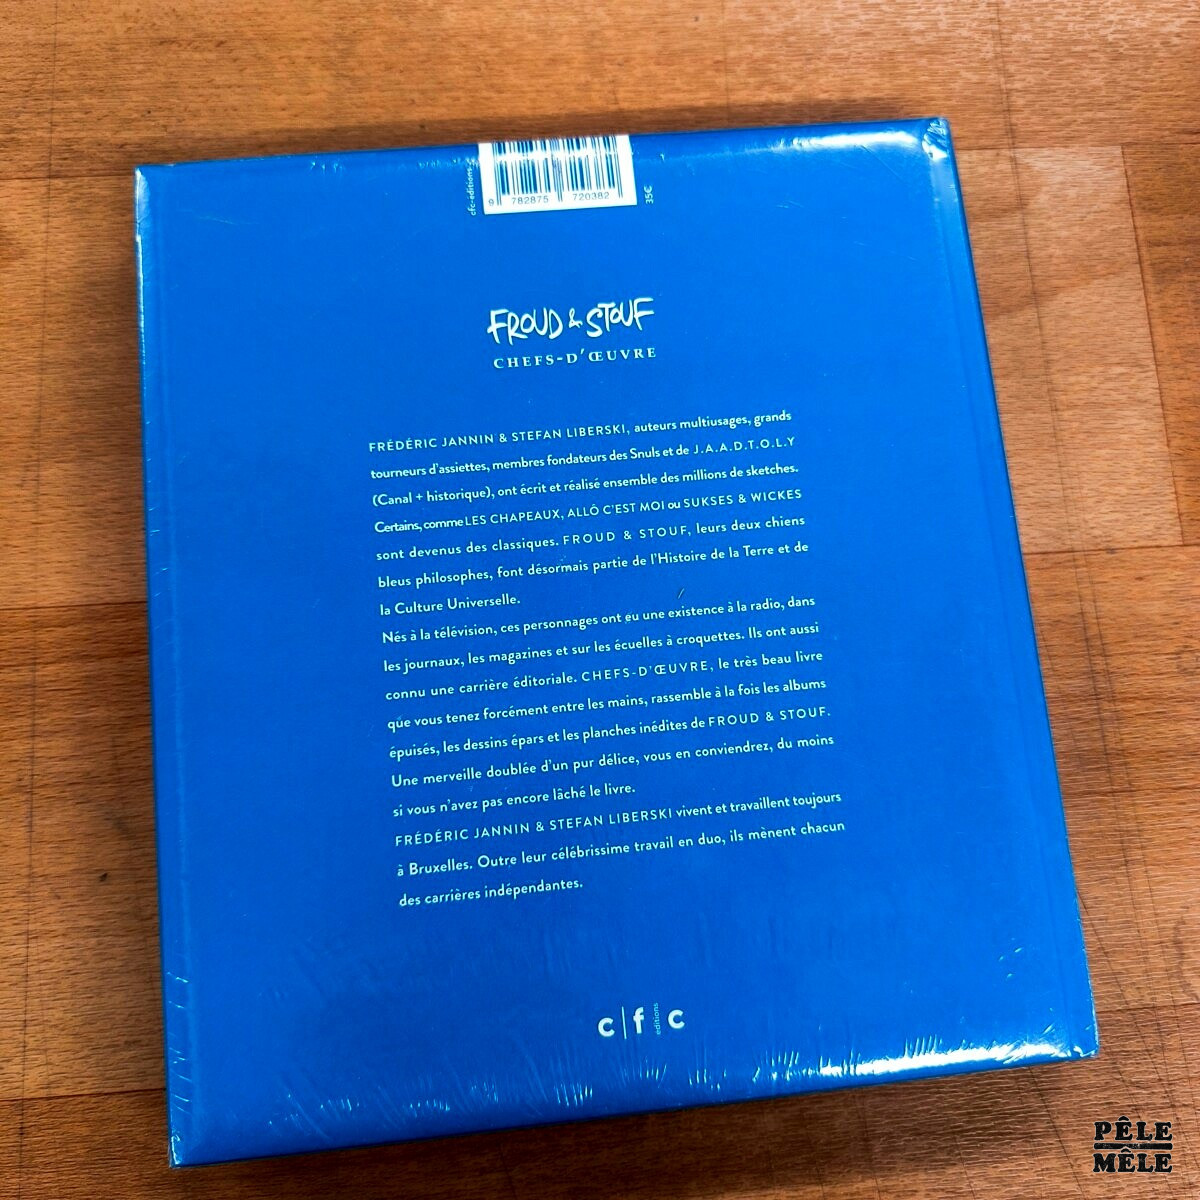 cfc-éditions
9 782875 720382
35€
FROUD & STOUF
CHEFS-D'ŒUVRE
FRÉDÉRIC JANNIN & STEFAN LIBERSKI, auteurs multiusages, grands
tourneurs d'assiettes, membres fondateurs des Snuls et de J.A.A.D.T.O.L.Y
(Canal + historique), ont écrit et réalisé ensemble des millions de sketches.
Certains, comme LES CHAPEAUX, ALLÔ C'EST MOI ou SUKSES & WICKES
sont devenus des classiques. FROUD & STOUF, leurs deux chiens
bleus philosophes, font désormais partie de l'Histoire de la Terre et de
la Culture Universelle.
Nés à la télévision, ces personnages ont eu une existence à la radio, dans
les journaux, les magazines et sur les écuelles à croquettes. Ils ont aussi
connu une carrière éditoriale. CHEFS-D'ŒUVRE, le très beau livre
que vous tenez forcément entre les mains, rassemble à la fois les albums
épuisés, les dessins épars et les planches inédites de FROUD & STOUF.
Une merveille doublée d'un pur délice, vous en conviendrez, du moins
si vous n'avez pas encore lâché le livre.
FRÉDÉRIC JANNIN & STEFAN LIBERSKI vivent et travaillent toujours
à Bruxelles. Outre leur célébrissime travail en duo, ils mènent chacun
des carrières indépendantes.
c|f éditions c
PÊLE
MÊLE